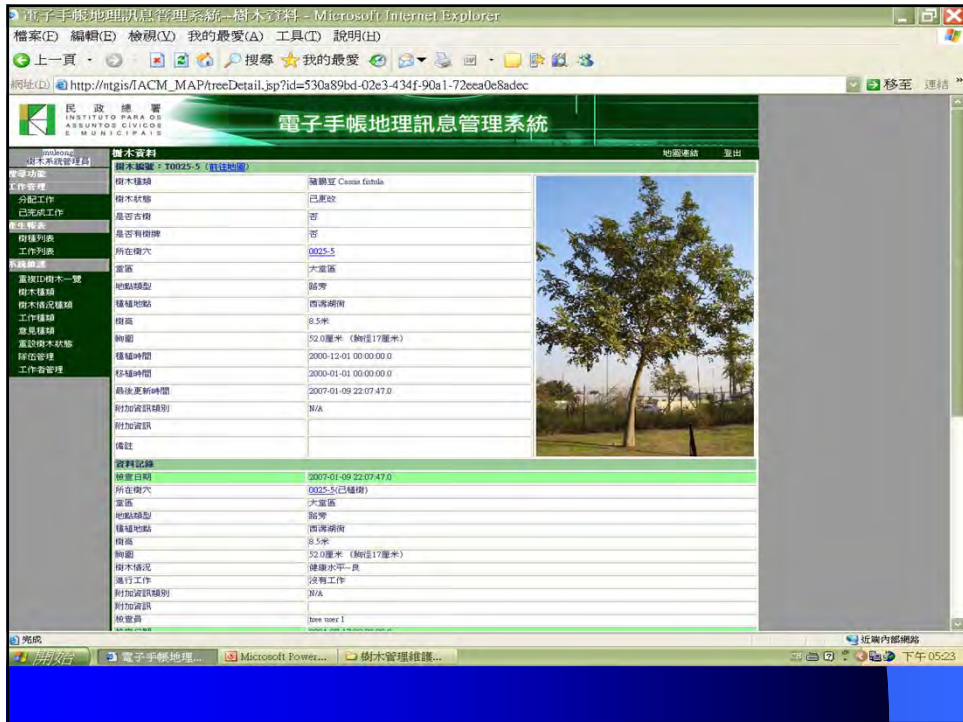 電子手帳地理訊息管理系統--樹木資料 - Microsoft Internet Explorer
檔案(F) 編輯(E) 檢視(V) 我的最愛(A) 工具(T) 說明(H)
上一頁 搜尋 我的最愛
網址(D) http://ntgis/IACM_MAP/treeDetail.jsp?id=530a89bd-02e3-434f-90a1-72eea0e8adec 移至 連結 »
民政總署
INSTITUTO PARA OS
ASSUNTOS CÍVICOS
E MUNICIPAIS
電子手帳地理訊息管理系統
muleong
樹木系統管理員
搜尋功能
工作管理
分配工作
已完成工作
產生報表
樹種列表
工作列表
系統維護
重複ID樹木一覽
樹木種類
樹木情況種類
工作種類
意見種類
重設樹木狀態
隊伍管理
工作者管理
樹木資料 地圖連結 登出
樹木編號：T0025-5 (前往地圖)
樹木種類 豬腸豆 Cassia fistula
樹木狀態 已更改
是否古樹 否
是否有樹牌 否
所在樹穴 0025-5
堂區 大堂區
地點類型 路旁
種植地點 西灣湖街
樹高 8.5米
胸圍 52.0厘米 (胸徑17厘米)
種植時間 2000-12-01 00:00:00.0
移植時間 2000-01-01 00:00:00.0
最後更新時間 2007-01-09 22:07:47.0
附加資訊類別 N/A
附加資訊
備註
資料記錄
檢查日期 2007-01-09 22:07:47.0
所在樹穴 0025-5(已種樹)
堂區 大堂區
地點類型 路旁
種植地點 西灣湖街
樹高 8.5米
胸圍 52.0厘米 (胸徑17厘米)
樹木情況 健康水平--良
進行工作 沒有工作
附加資訊類別 N/A
附加資訊
檢查員 tree user 1
完成 近端內部網路
開始 電子手帳地理... Microsoft Power... 樹木管理維護... 下午 05:23